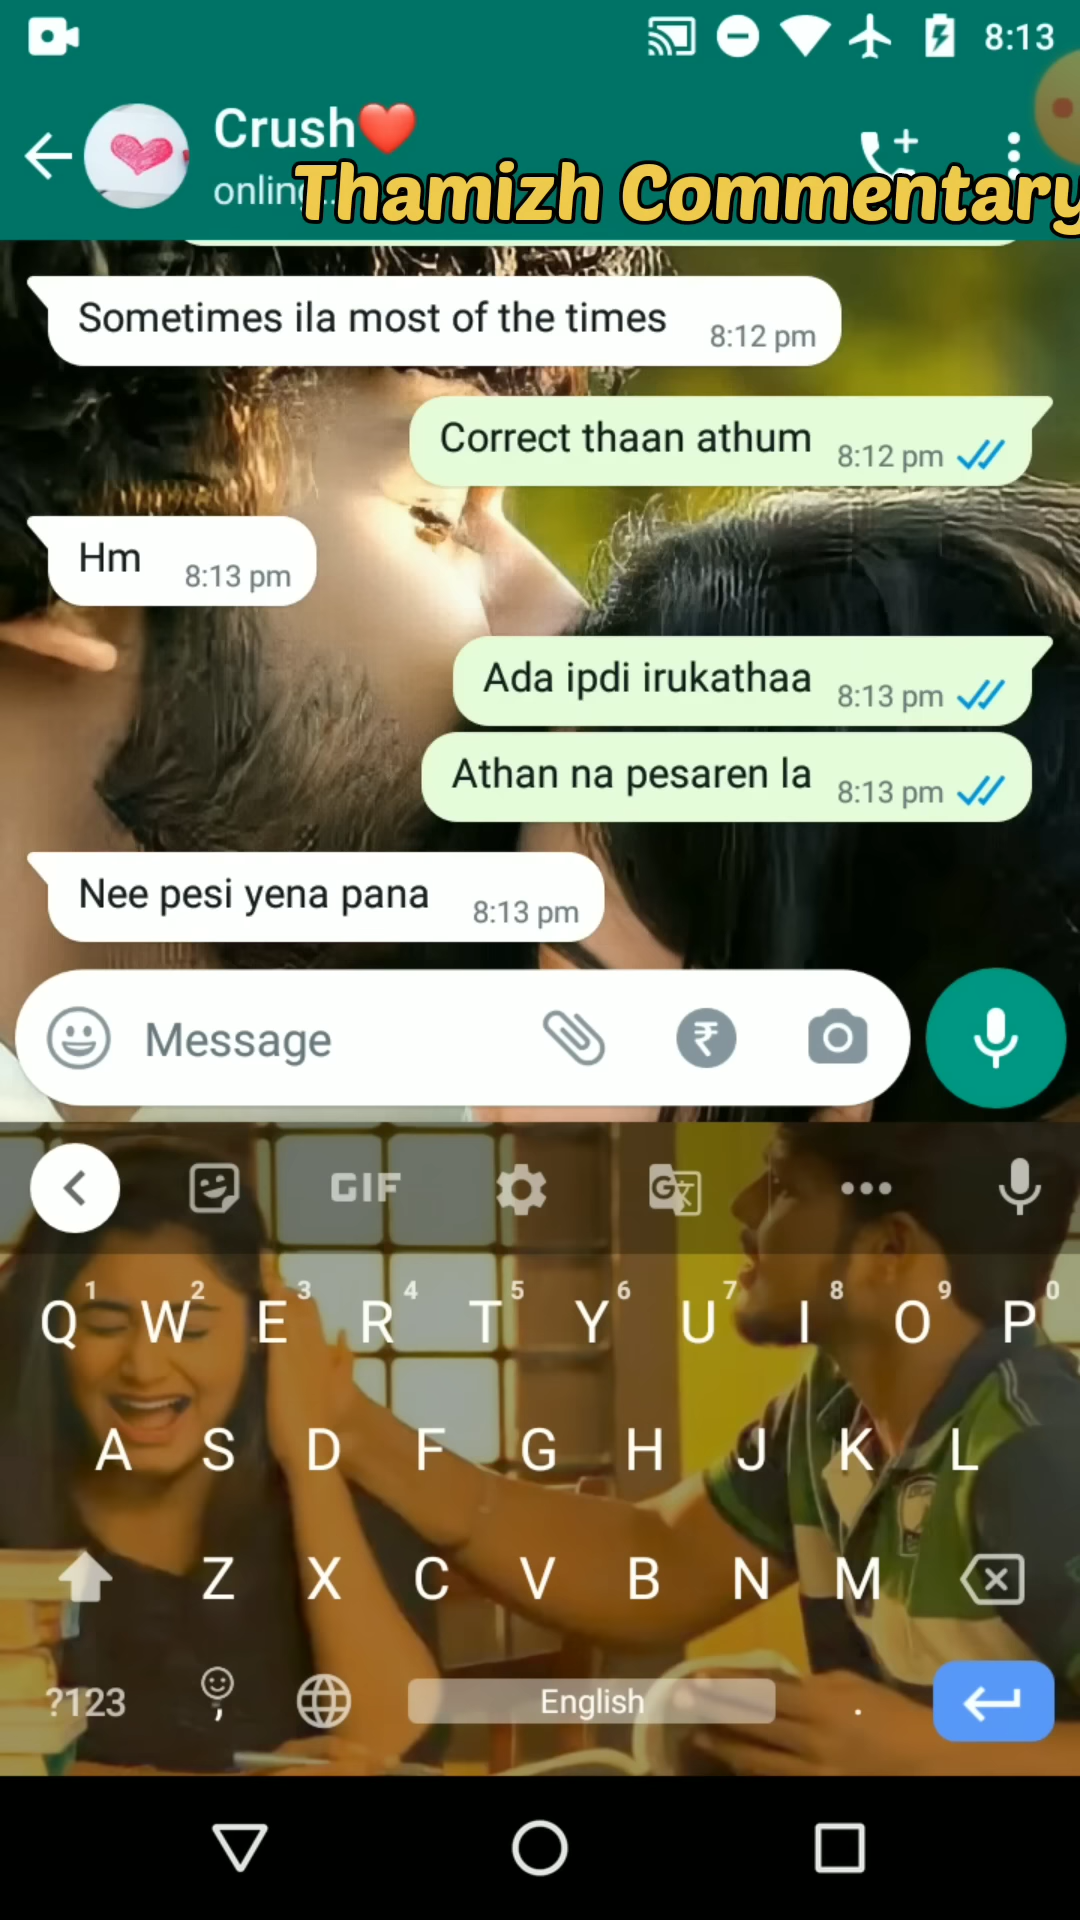 8:13
Crush❤️
Thamizh Commentary
Sometimes ila most of the times 8:12 pm
Correct thaan athum 8:12 pm
Hm 8:13 pm
Ada ipdi irukathaa 8:13 pm
Athan na pesaren la 8:13 pm
Nee pesi yena pana 8:13 pm
Message
GIF
1 2 3 4 5 6 7 8 9 0
Q W E R T Y U I O P
A S D F G H J K L
Z X C V B N M
?123 , English .